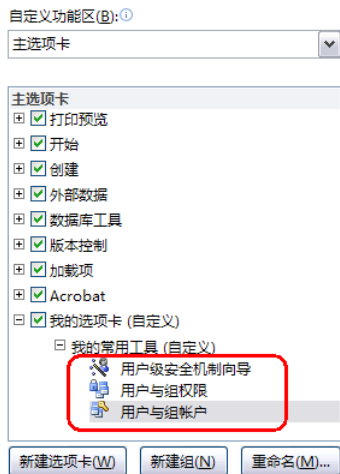 自定义功能区(B):
主选项卡
主选项卡
打印预览
开始
创建
外部数据
数据库工具
版本控制
加载项
Acrobat
我的选项卡 (自定义)
我的常用工具 (自定义)
用户级安全机制向导
用户与组权限
用户与组帐户
新建选项卡(W) 新建组(N) 重命名(M)...